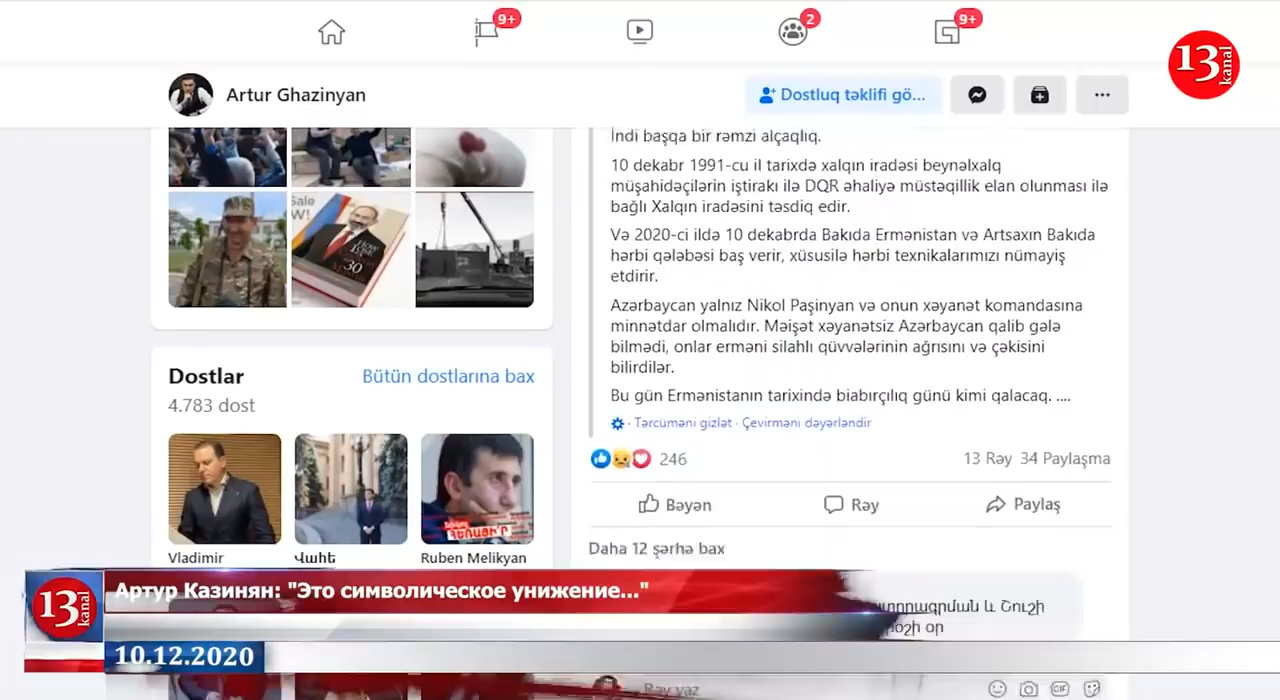 9+
2
9+
13 kanal
Artur Ghazinyan
Dostluq təklifi gö...
İndi başqa bir rəmzi alçaqlıq.
10 dekabr 1991-cu il tarixdə xalqın iradəsi beynəlxalq
müşahidəçilərin iştirakı ilə DQR əhaliyə müstəqillik elan olunması ilə
bağlı Xalqın iradəsini təsdiq edir.
Və 2020-ci ildə 10 dekabrda Bakıda Ermənistan və Artsaxın Bakıda
hərbi qələbəsi baş verir, xüsusilə hərbi texnikalarımızı nümayiş
etdirir.
Azərbaycan yalnız Nikol Paşinyan və onun xəyanət komandasına
minnətdar olmalıdır. Məişət xəyanətsiz Azərbaycan qalib gələ
bilmədi, onlar erməni silahlı qüvvələrinin ağrısını və çəkisini
bilirdilər.
Bu gün Ermənistanın tarixində biabırçılıq günü kimi qalacaq. ....
· Tərcüməni gizlət · Çevirməni dəyərləndir
246
13 Rəy 34 Paylaşma
Bəyən
Rəy
Paylaş
Daha 12 şərhə bax
Sale
W!
30
Dostlar
Bütün dostlarına bax
4.783 dost
ՀԵՌԱՑԻՐ
Vladimir
Վահե
Ruben Melikyan
Артур Казинян: "Это символическое унижение..."
13 kanal
10.12.2020
և Շուշի
օր
Rəy yaz
GIF